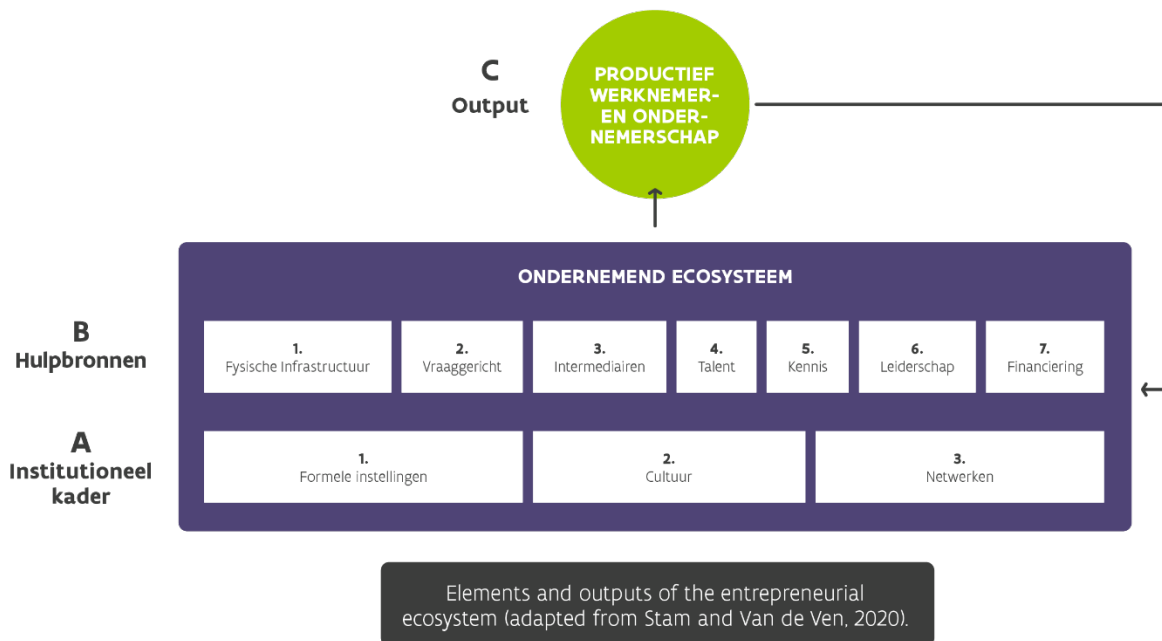 C
Output
PRODUCTIEF
WERKNEMER-
EN ONDER-
NEMERSCHAP
ONDERNEMEND ECOSYSTEEM
B
Hulpbronnen
1.
Fysische Infrastructuur
2.
Vraaggericht
3.
Intermediairen
4.
Talent
5.
Kennis
6.
Leiderschap
7.
Financiering
A
Institutioneel
kader
1.
Formele instellingen
2.
Cultuur
3.
Netwerken
Elements and outputs of the entrepreneurial
ecosystem (adapted from Stam and Van de Ven, 2020).